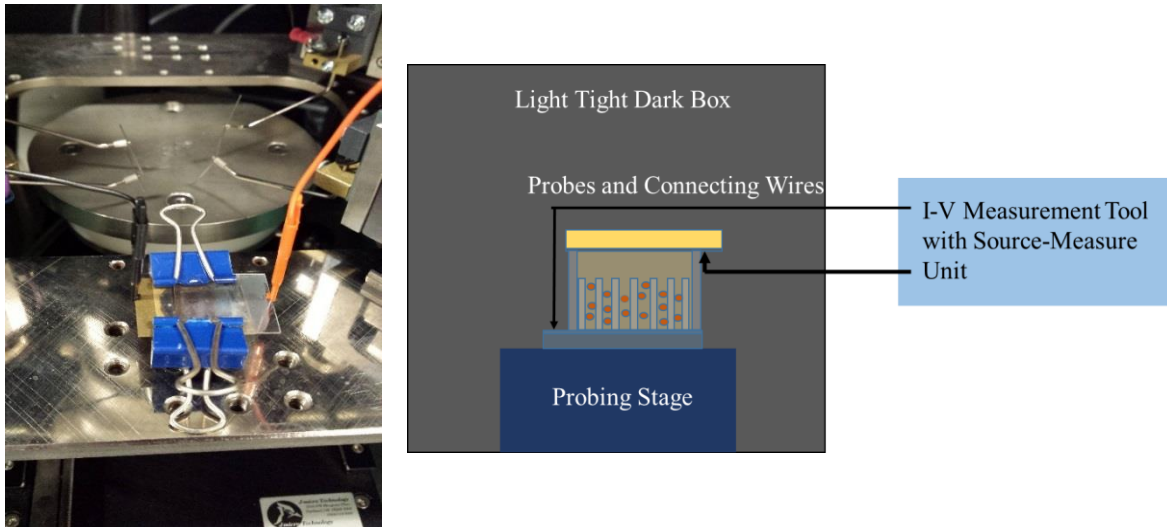 Light Tight Dark Box
Probes and Connecting Wires
I-V Measurement Tool
with Source-Measure
Unit
Probing Stage